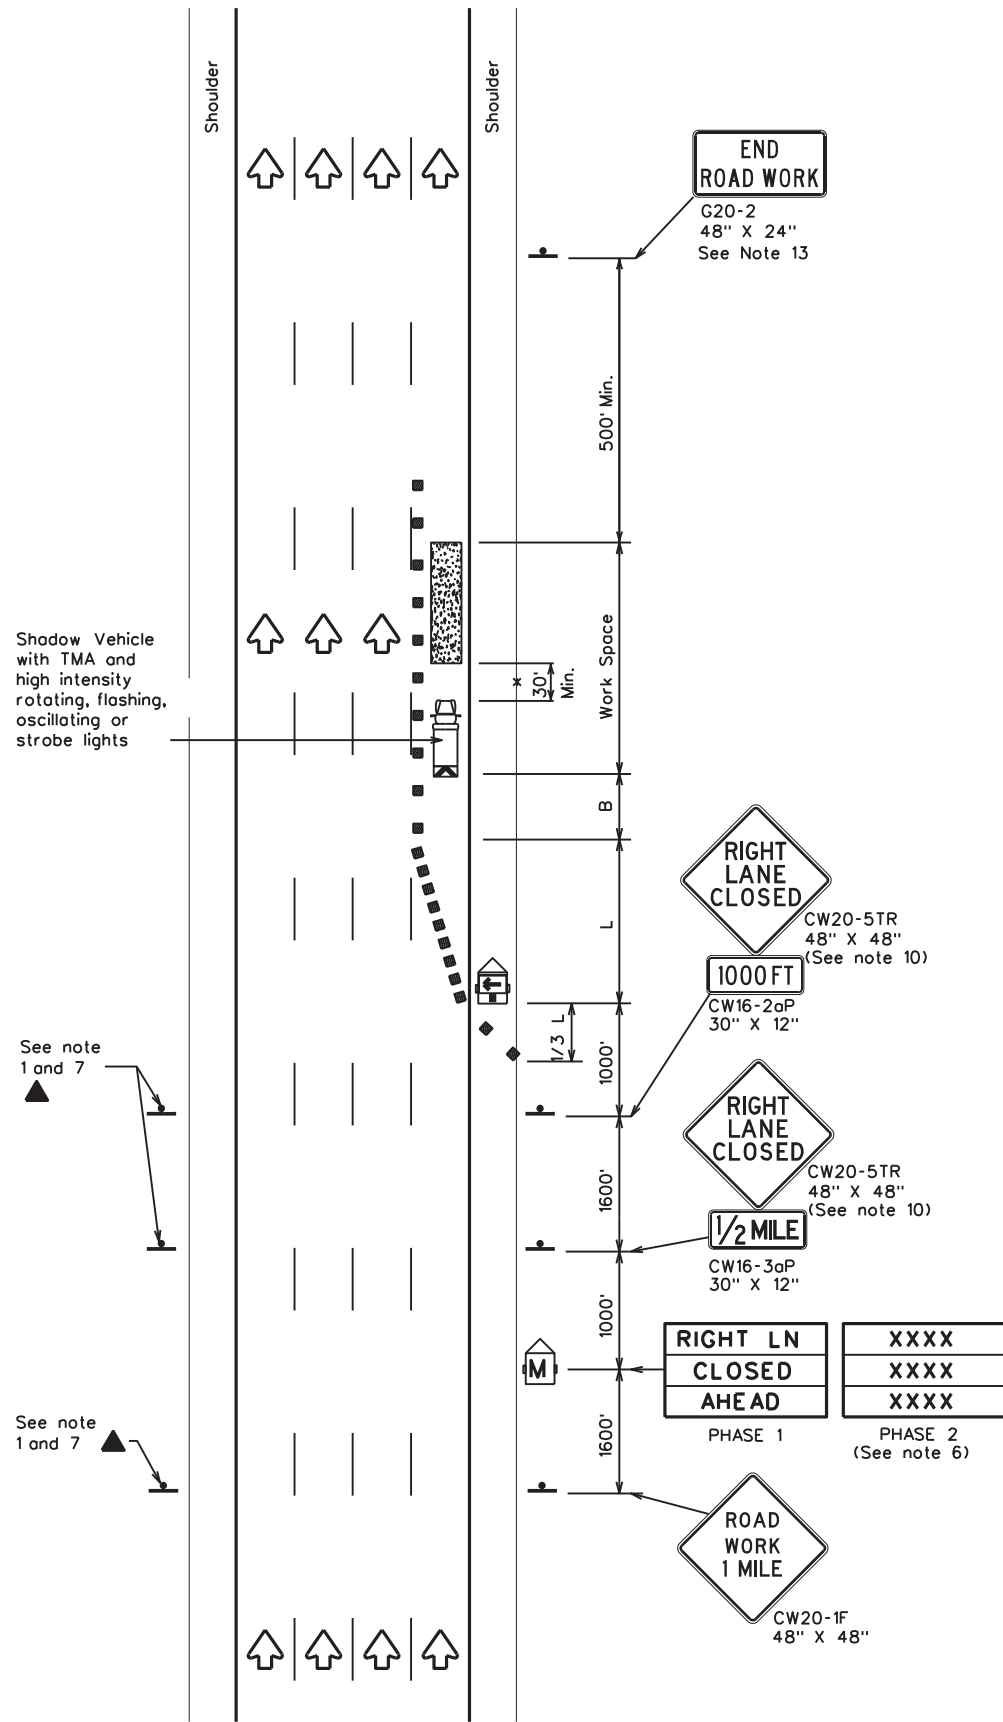 Shoulder
Shoulder
END
ROAD WORK
G20-2
48" X 24"
See Note 13
500' Min.
Shadow Vehicle
with TMA and
high intensity
rotating, flashing,
oscillating or
strobe lights
Work Space
x
30'
Min.
B
RIGHT
LANE
CLOSED
CW20-5TR
48" X 48"
(See note 10)
1000 FT
CW16-2aP
30" X 12"
L
1/3 L
1000'
See note
1 and 7
RIGHT
LANE
CLOSED
CW20-5TR
48" X 48"
(See note 10)
1/2 MILE
CW16-3aP
30" X 12"
1600'
1000'
M
RIGHT LN
CLOSED
AHEAD
PHASE 1
XXXX
XXXX
XXXX
PHASE 2
(See note 6)
See note
1 and 7
1600'
ROAD
WORK
1 MILE
CW20-1F
48" X 48"